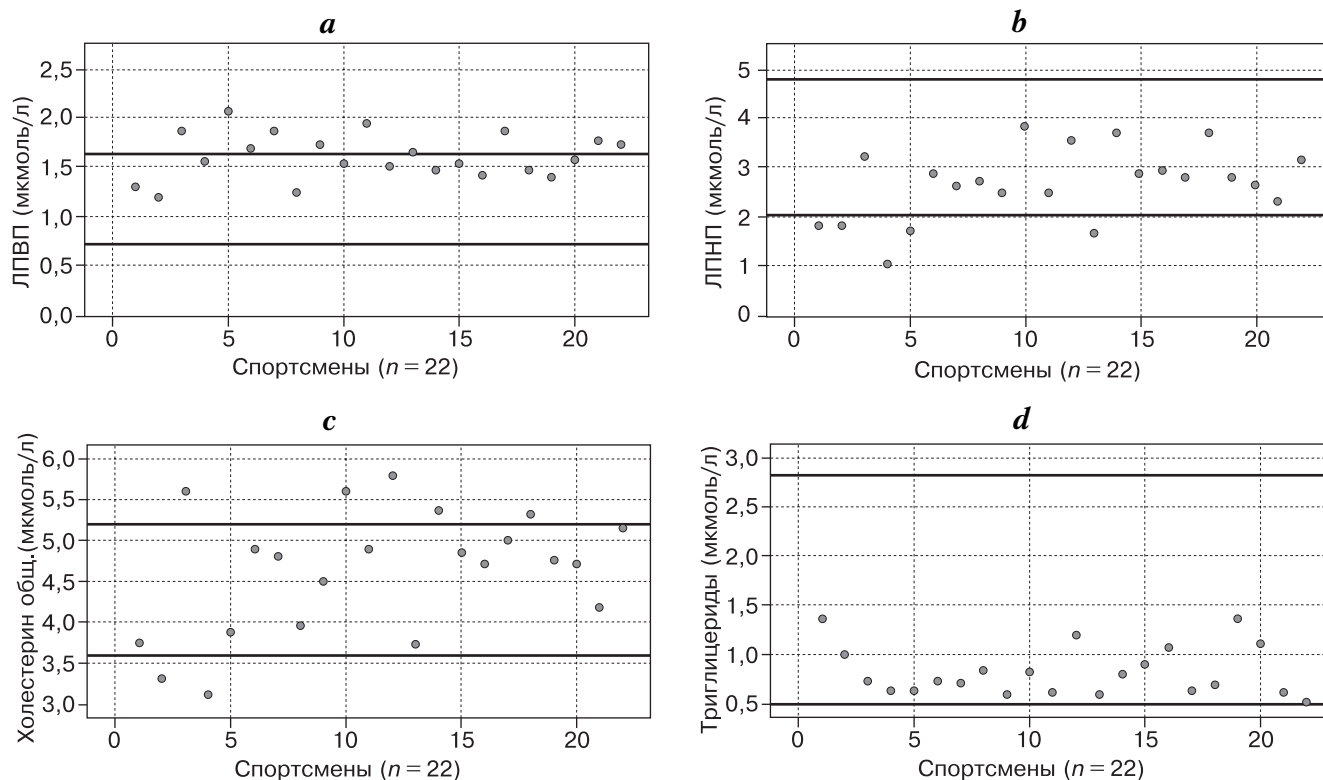 a
ЛПВП (мкмоль/л)
2,5
2,0
1,5
1,0
0,5
0,0
0 5 10 15 20
Спортсмены (n = 22)
b
ЛПНП (мкмоль/л)
5
4
3
2
1
0
0 5 10 15 20
Спортсмены (n = 22)
c
Холестерин общ.(мкмоль/л)
6,0
5,5
5,0
4,5
4,0
3,5
3,0
0 5 10 15 20
Спортсмены (n = 22)
d
Триглицериды (мкмоль/л)
3,0
2,5
2,0
1,5
1,0
0,5
0 5 10 15 20
Спортсмены (n = 22)